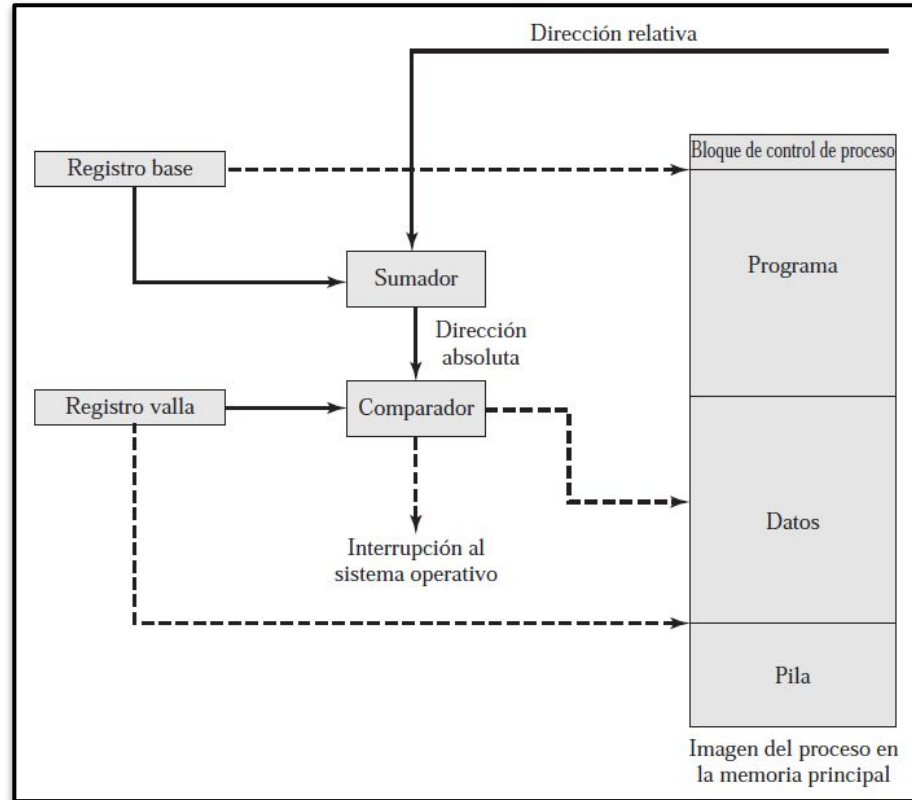 Dirección relativa
Bloque de control de proceso
Registro base
Programa
Sumador
Dirección
absoluta
Registro valla
Comparador
Datos
Interrupción al
sistema operativo
Pila
Imagen del proceso en
la memoria principal